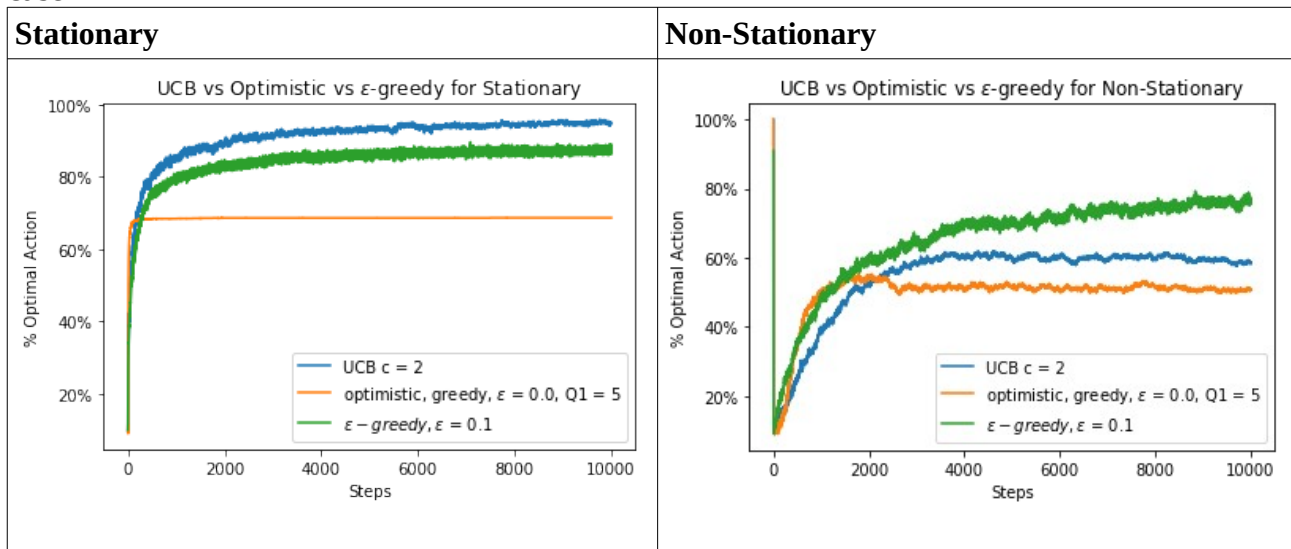 Stationary
Non-Stationary
UCB vs Optimistic vs ε-greedy for Stationary
100%
80%
60%
40%
20%
% Optimal Action
0
2000
4000
6000
8000
10000
Steps
UCB c = 2
optimistic, greedy, ε = 0.0, Q1 = 5
ε − greedy, ε = 0.1
UCB vs Optimistic vs ε-greedy for Non-Stationary
100%
80%
60%
40%
20%
% Optimal Action
0
2000
4000
6000
8000
10000
Steps
UCB c = 2
optimistic, greedy, ε = 0.0, Q1 = 5
ε − greedy, ε = 0.1